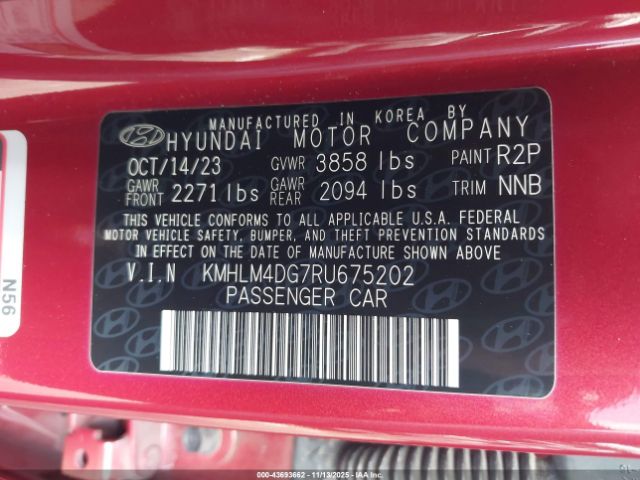 MANUFACTURED IN KOREA BY
HYUNDAI MOTOR COMPANY
OCT/14/23 GVWR 3858 lbs PAINT R2P
GAWR FRONT 2271 lbs GAWR REAR 2094 lbs TRIM NNB
THIS VEHICLE CONFORMS TO ALL APPLICABLE U.S.A. FEDERAL
MOTOR VEHICLE SAFETY, BUMPER, AND THEFT PREVENTION STANDARDS
IN EFFECT ON THE DATE OF MANUFACTURE SHOWN ABOVE.
V.I.N KMHLM4DG7RU675202
PASSENGER CAR
N56
000-43693662 | 11/13/2025 | IAAI.CA